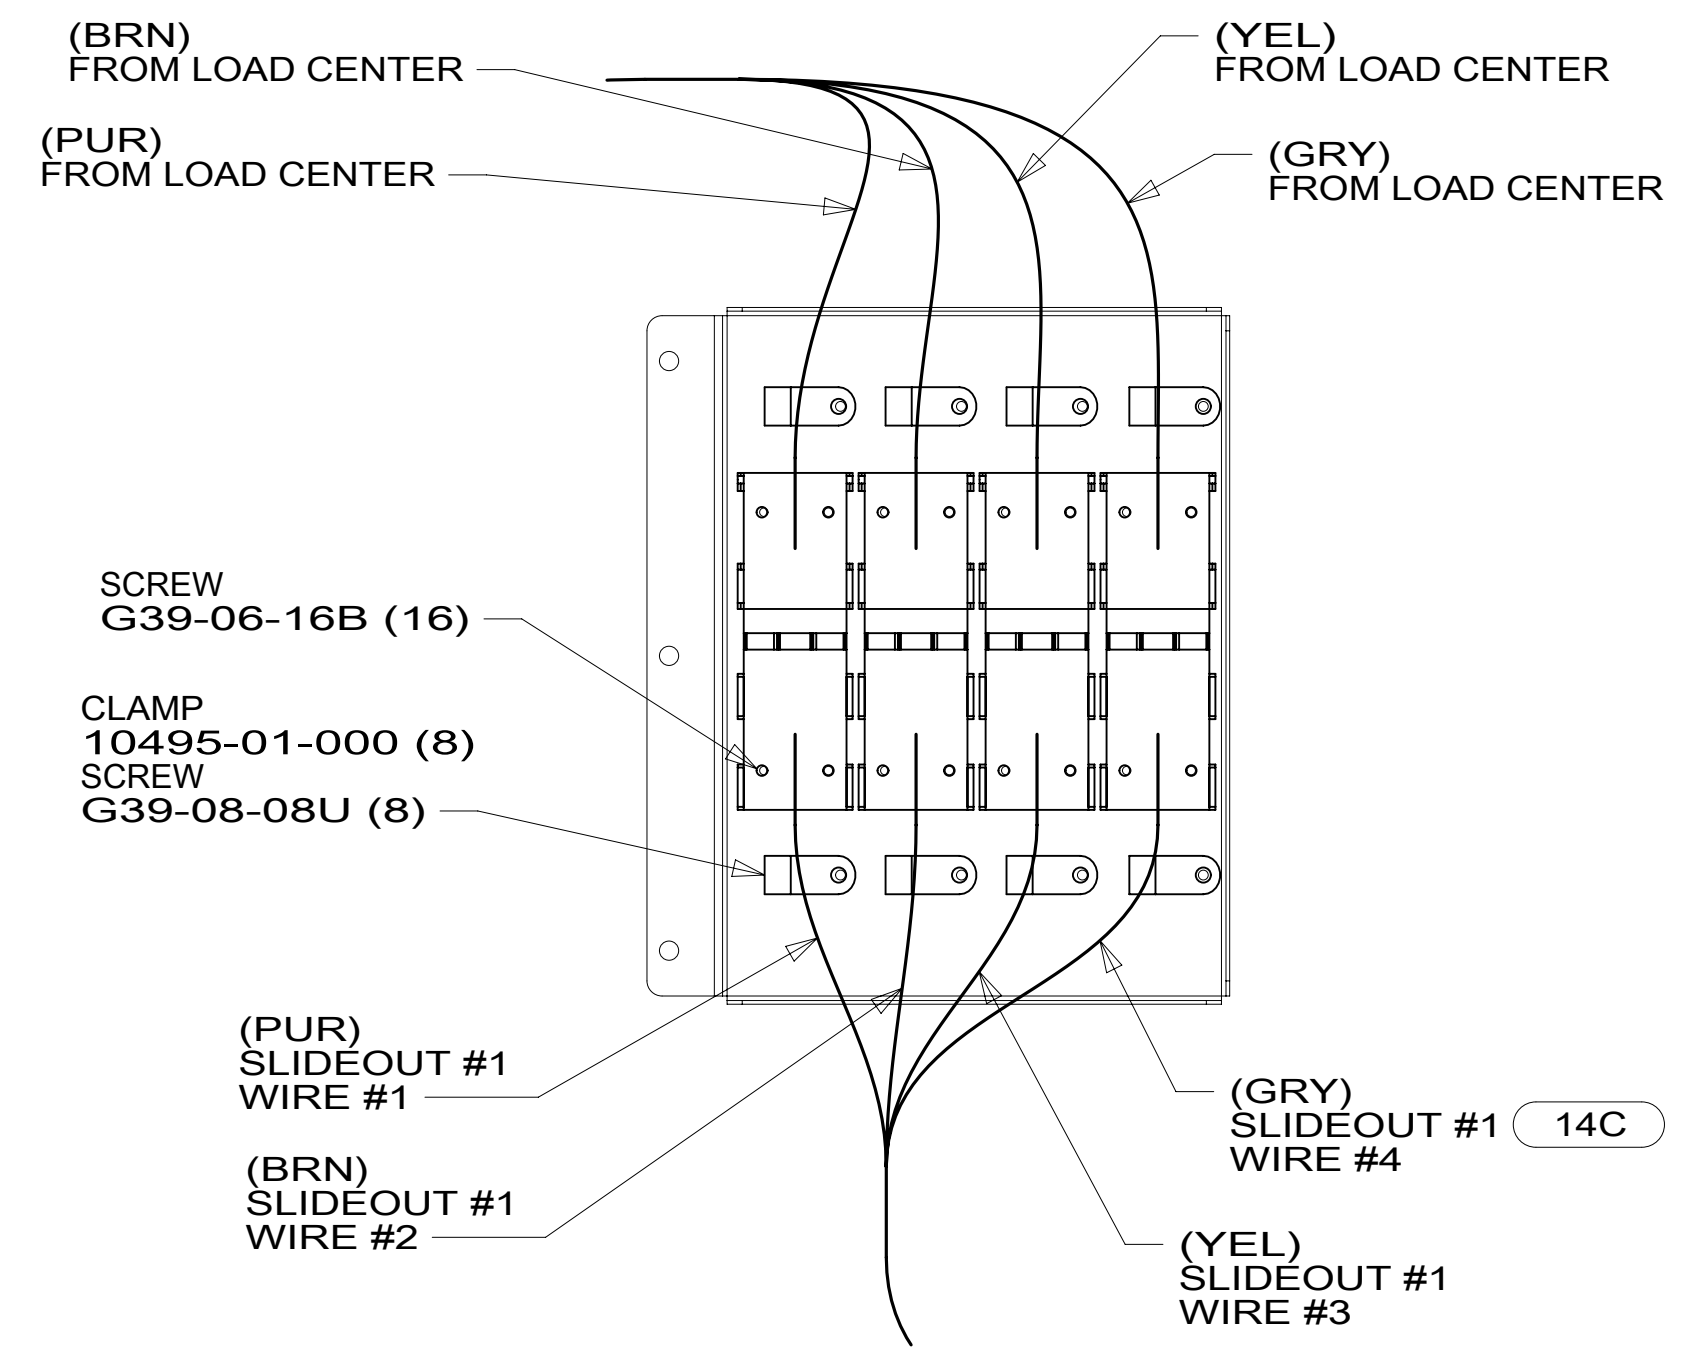 (BRN)
FROM LOAD CENTER
(YEL)
FROM LOAD CENTER
(PUR)
FROM LOAD CENTER
(GRY)
FROM LOAD CENTER
SCREW
G39-06-16B (16)
CLAMP
10495-01-000 (8)
SCREW
G39-08-08U (8)
(PUR)
SLIDEOUT #1
WIRE #1
(GRY)
SLIDEOUT #1 14C
WIRE #4
(BRN)
SLIDEOUT #1
WIRE #2
(YEL)
SLIDEOUT #1
WIRE #3